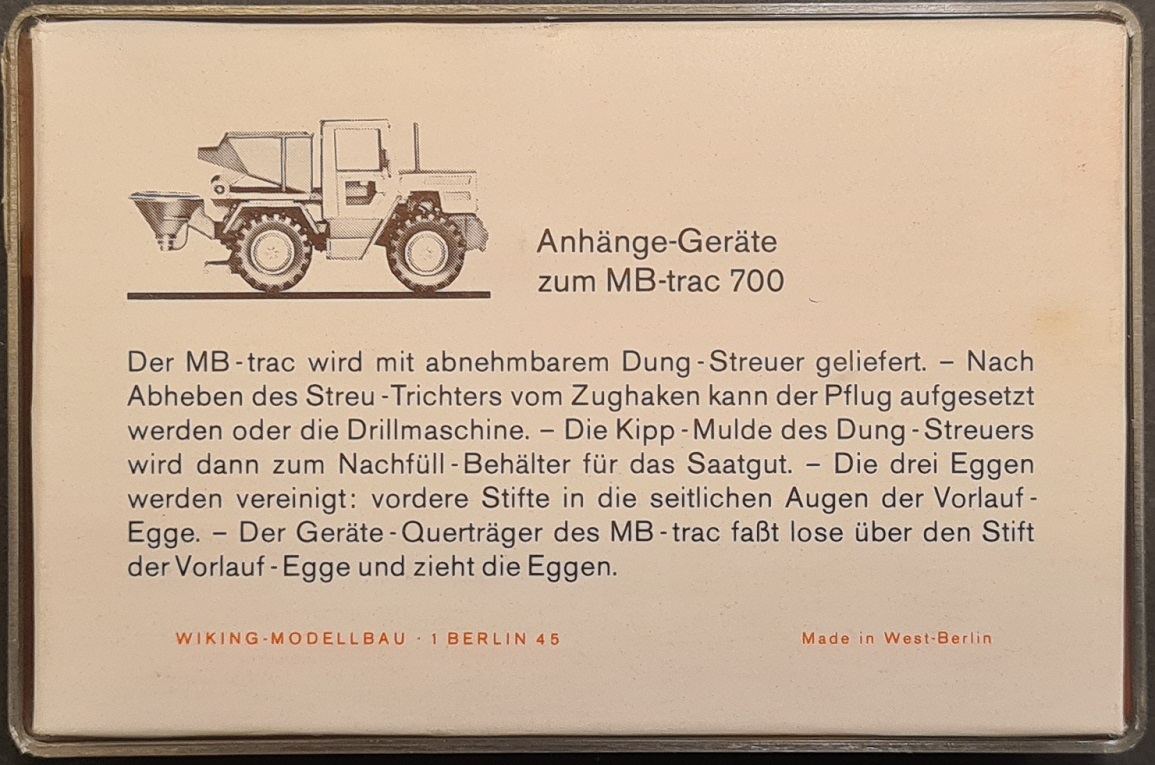 Anhänge-Geräte
zum MB-trac 700
Der MB-trac wird mit abnehmbarem Dung-Streuer geliefert. – Nach
Abheben des Streu-Trichters vom Zughaken kann der Pflug aufgesetzt
werden oder die Drillmaschine. – Die Kipp-Mulde des Dung-Streuers
wird dann zum Nachfüll-Behälter für das Saatgut. – Die drei Eggen
werden vereinigt: vordere Stifte in die seitlichen Augen der Vorlauf-
Egge. – Der Geräte-Querträger des MB-trac faßt lose über den Stift
der Vorlauf-Egge und zieht die Eggen.
WIKING-MODELLBAU · 1 BERLIN 45
Made in West-Berlin